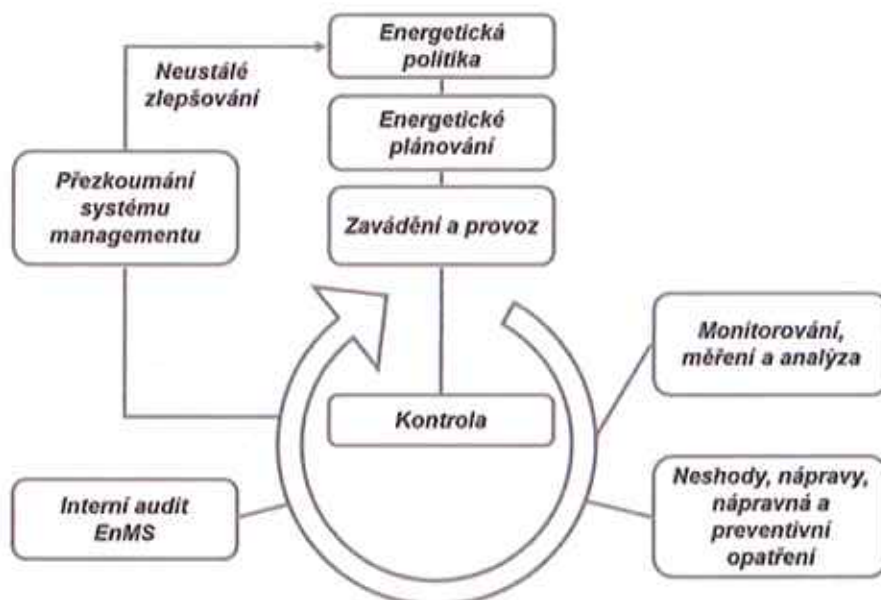 Energetická
politika
Neustálé
zlepšování
Energetické
plánování
Přezkoumání
systému
managementu
Zavádění a provoz
Monitorování,
měření a analýza
Kontrola
Interní audit
EnMS
Neshody, nápravy,
nápravná a
preventivní
opatření